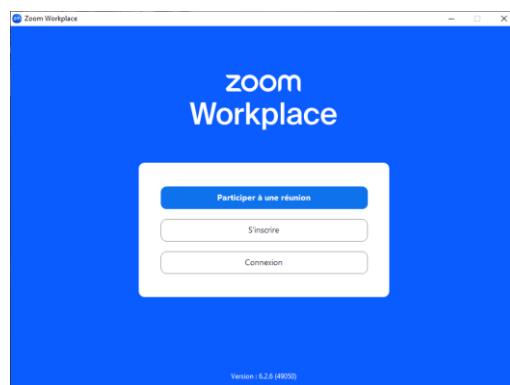 Zoom Workplace
zoom
Workplace
Participer à une réunion
S'inscrire
Connexion
Version : 6.2.6 (49050)